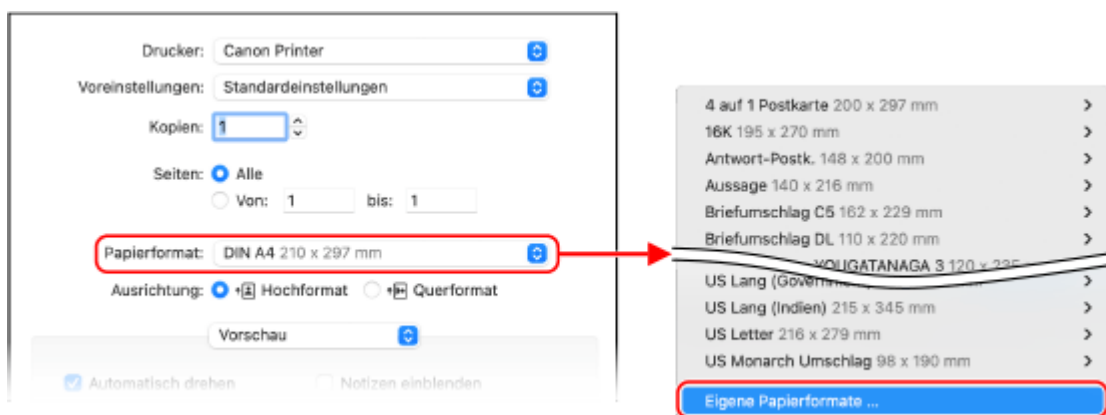 Drucker: Canon Printer
Voreinstellungen: Standardeinstellungen
Kopien: 1
Seiten: Alle
Von: 1 bis: 1
Papierformat: DIN A4 210 x 297 mm
Ausrichtung: Hochformat Querformat
Vorschau
Automatisch drehen Notizen einblenden
4 auf 1 Postkarte 200 x 297 mm
16K 195 x 270 mm
Antwort-Postk. 148 x 200 mm
Aussage 140 x 216 mm
Briefumschlag C5 162 x 229 mm
Briefumschlag DL 110 x 220 mm
YOUGATANAGA 3 120 x 235
US Lang
US Lang (Indien) 215 x 345 mm
US Letter 216 x 279 mm
US Monarch Umschlag 98 x 190 mm
Eigene Papierformate ...